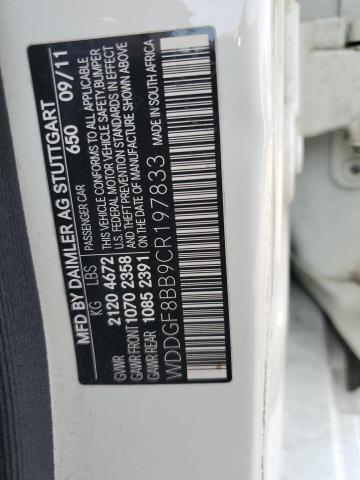 MFD BY DAIMLER AG STUTTGART
650 09/11
PASSENGER CAR
KG LBS
THIS VEHICLE CONFORMS TO ALL APPLICABLE
U.S. FEDERAL MOTOR VEHICLE SAFETY, BUMPER
AND THEFT PREVENTION STANDARDS IN EFFECT
ON THE DATE OF MANUFACTURE SHOWN ABOVE.
MADE IN SOUTH AFRICA
GVWR 2120 4672
GAWR FRONT 1070 2358
GAWR REAR 1085 2391
WDDGF8BB9CR197833